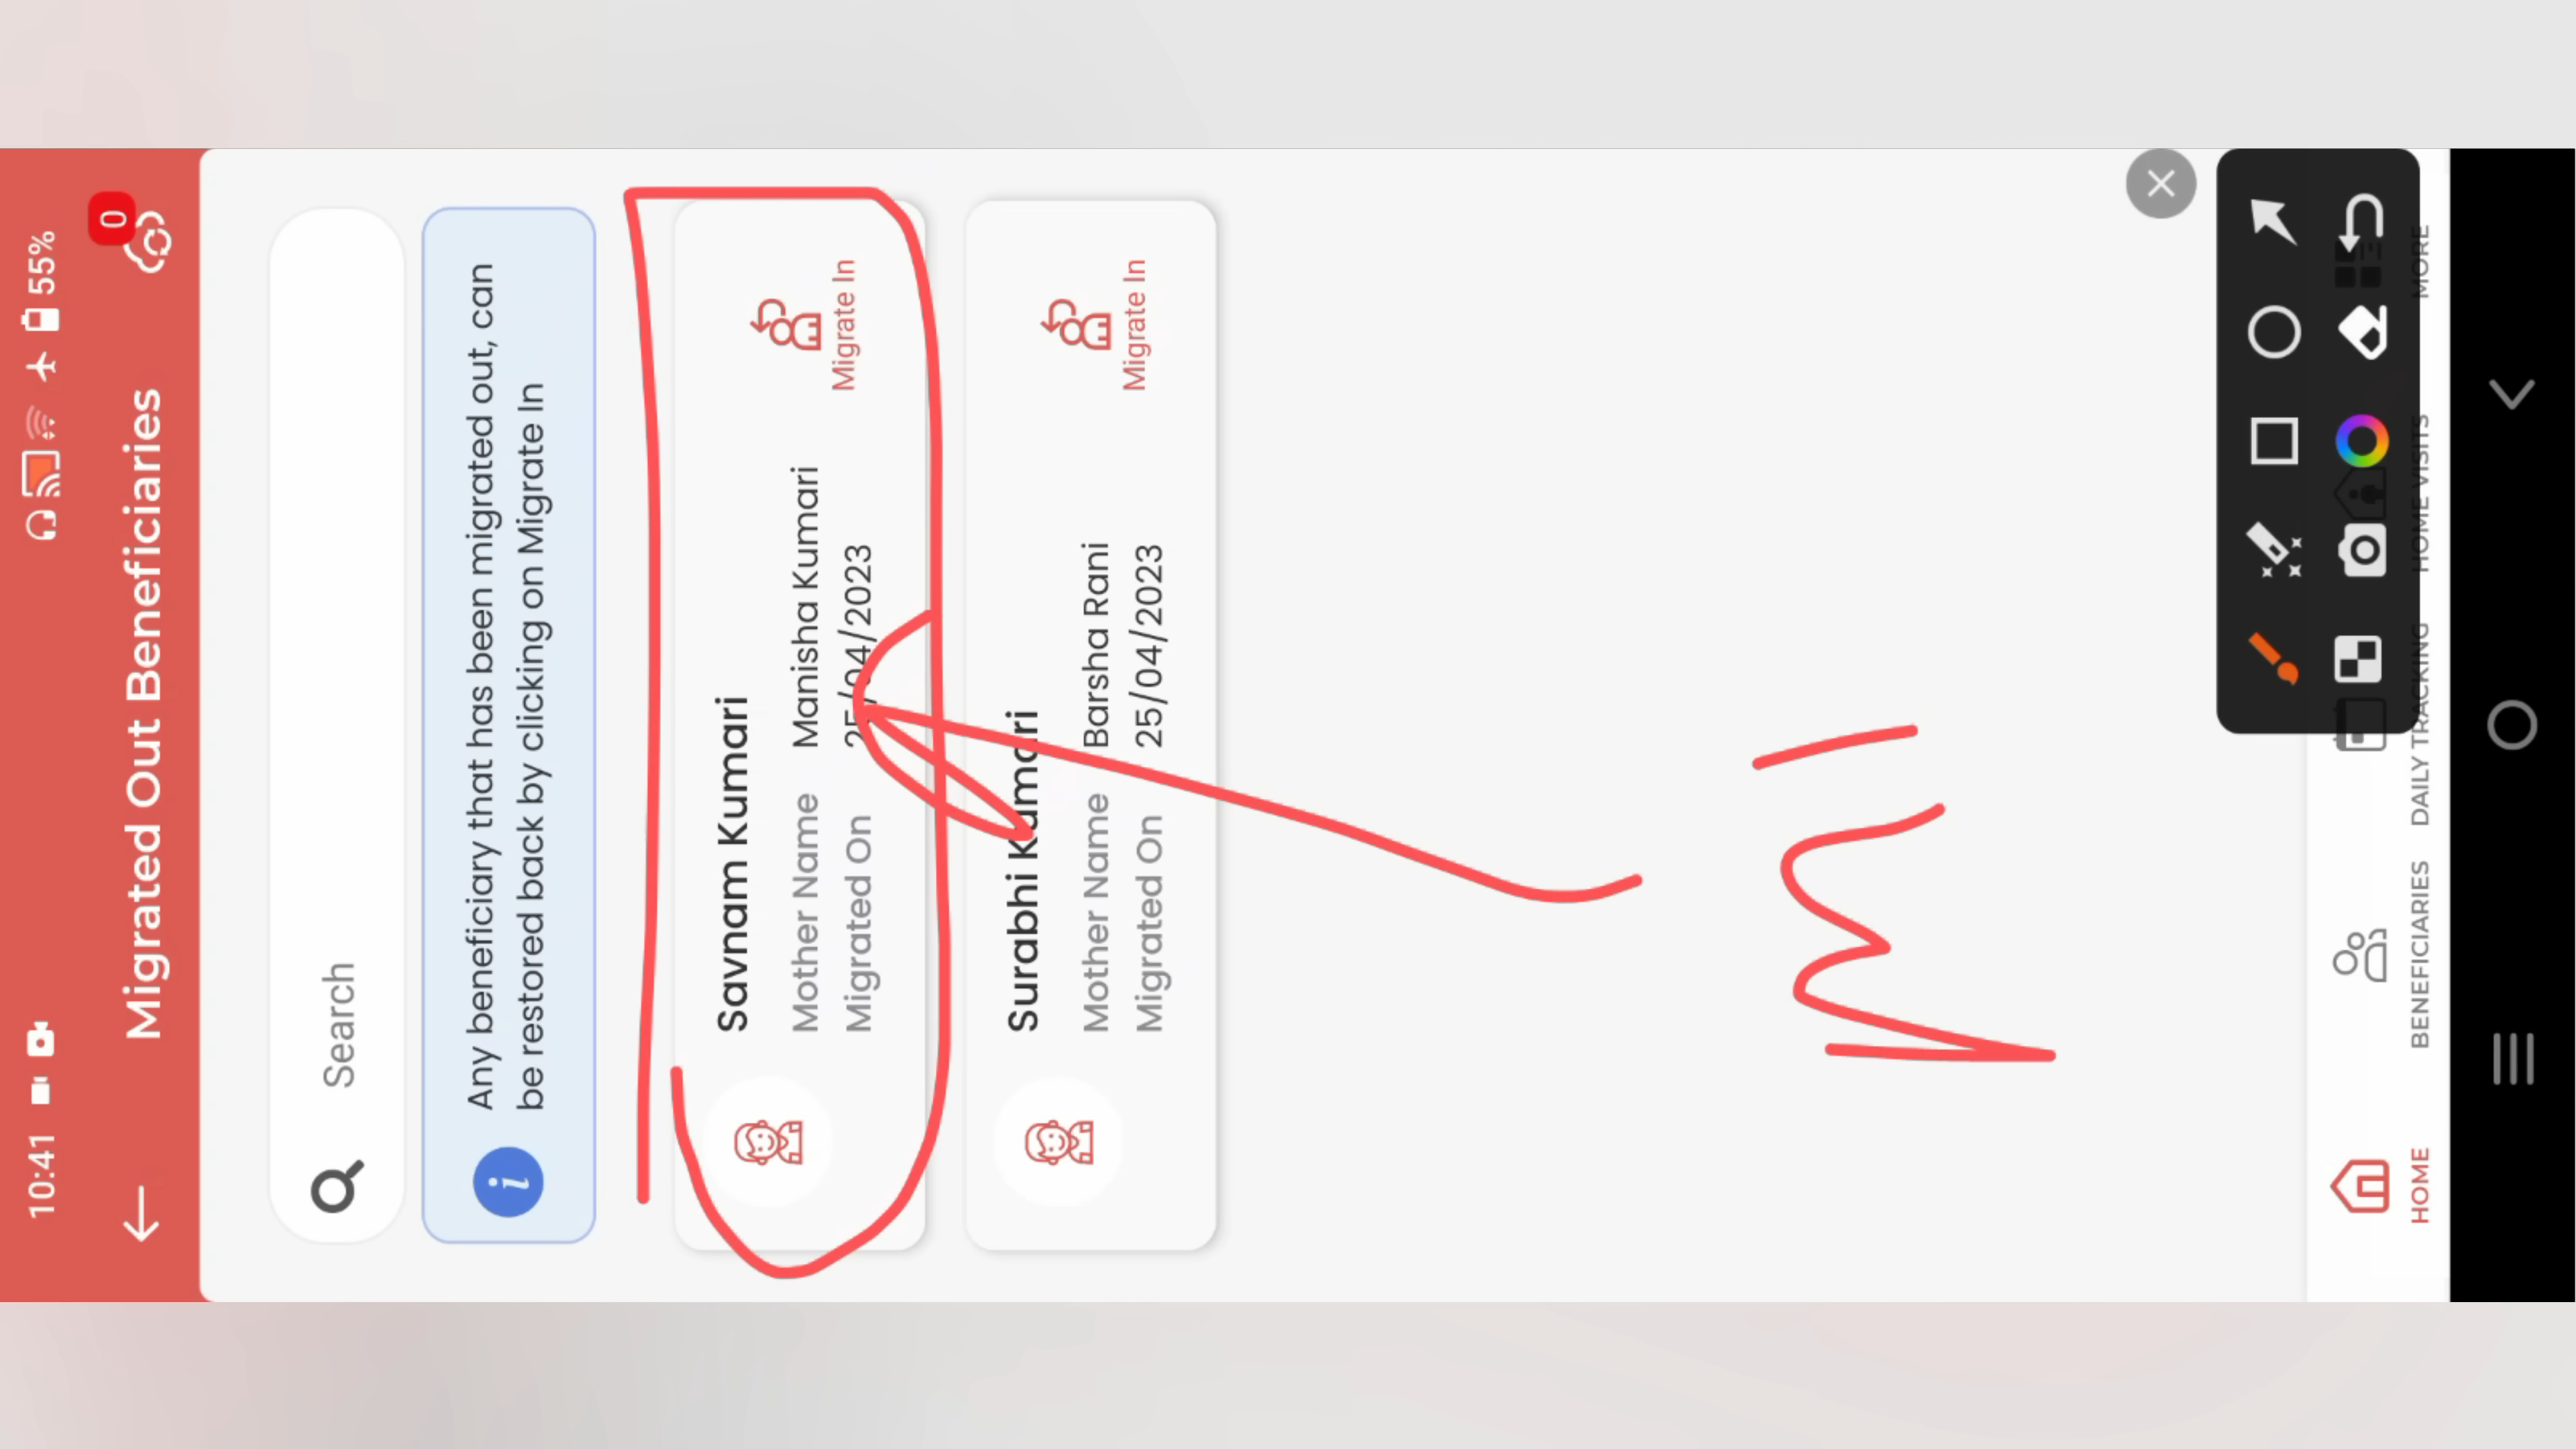 10:41 55%
0
Migrated Out Beneficiaries
Search
Any beneficiary that has been migrated out, can
be restored back by clicking on Migrate In
Savnam Kumari
Mother Name Manisha Kumari
Migrated On 25/04/2023
Migrate In
Surabhi Kumari
Mother Name Barsha Rani
Migrated On 25/04/2023
Migrate In
HOME BENEFICIARIES DAILY TRACKING HOME VISITS MORE